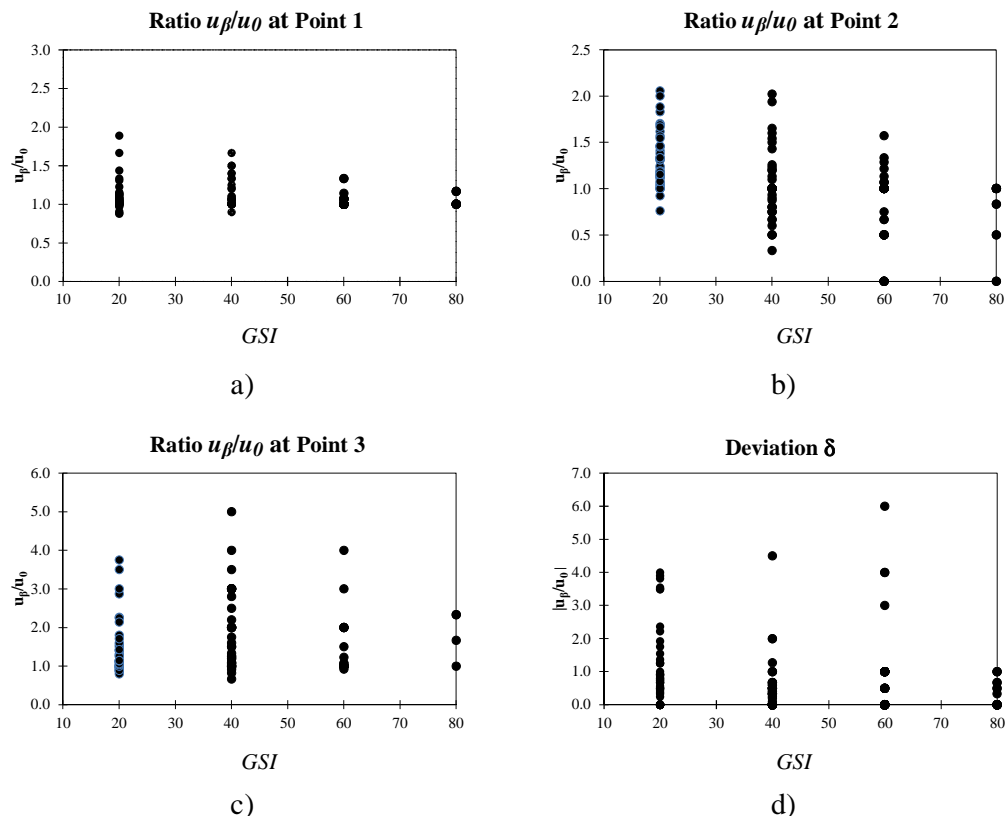 Ratio uβ/u0 at Point 1
3.0
2.5
2.0
1.5
1.0
0.5
0.0
uβ/u0
10 20 30 40 50 60 70 80
GSI
a)
Ratio uβ/u0 at Point 2
2.5
2.0
1.5
1.0
0.5
0.0
uβ/u0
10 20 30 40 50 60 70 80
GSI
b)
Ratio uβ/u0 at Point 3
6.0
5.0
4.0
3.0
2.0
1.0
0.0
uβ/u0
10 20 30 40 50 60 70 80
GSI
c)
Deviation δ
7.0
6.0
5.0
4.0
3.0
2.0
1.0
0.0
|uβ/u0|
10 20 30 40 50 60 70 80
GSI
d)